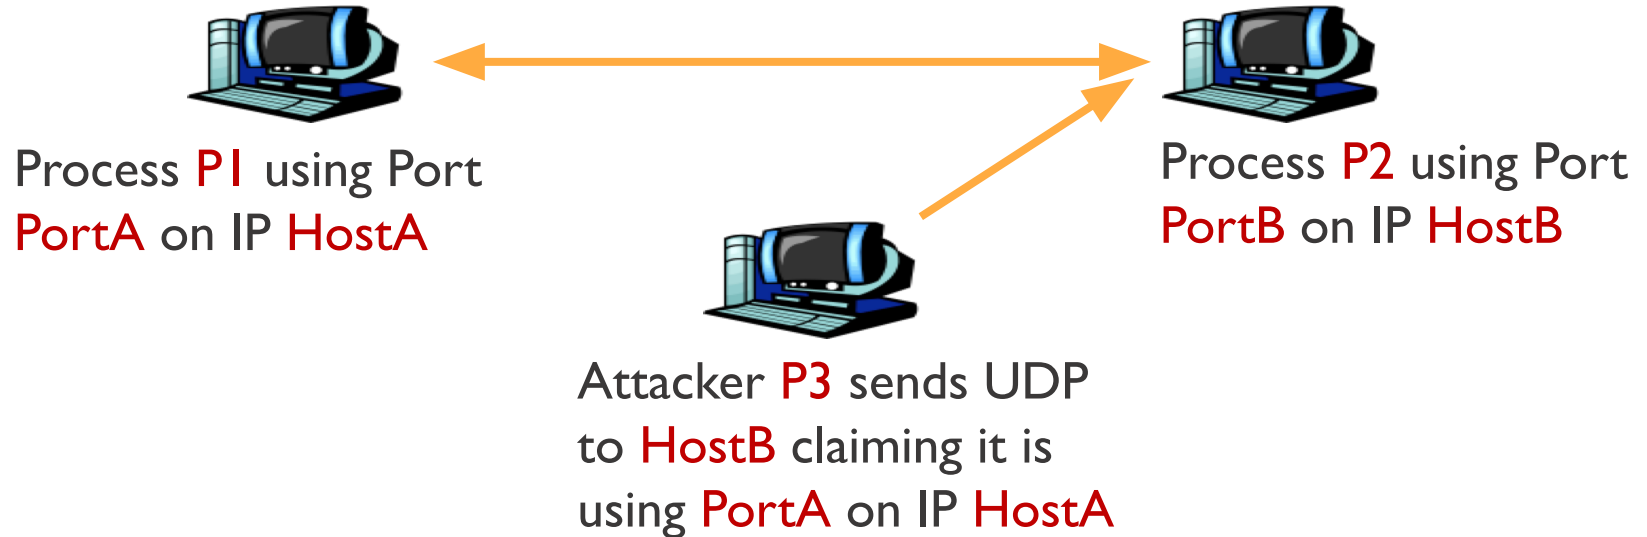 Process P1 using Port
PortA on IP HostA
Process P2 using Port
PortB on IP HostB
Attacker P3 sends UDP
to HostB claiming it is
using PortA on IP HostA